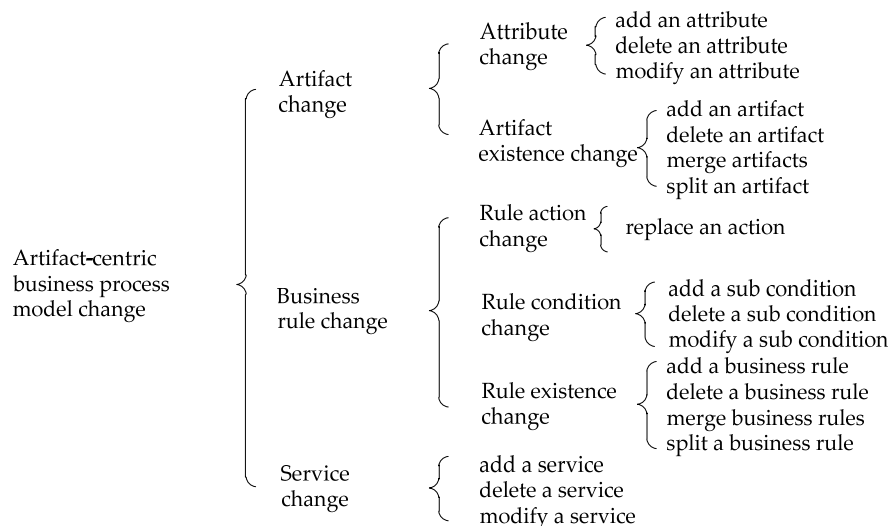 Artifact-centric
business process
model change
Artifact
change
Attribute
change
add an attribute
delete an attribute
modify an attribute
Artifact
existence change
add an artifact
delete an artifact
merge artifacts
split an artifact
Business
rule change
Rule action
change
replace an action
Rule condition
change
add a sub condition
delete a sub condition
modify a sub condition
Rule existence
change
add a business rule
delete a business rule
merge business rules
split a business rule
Service
change
add a service
delete a service
modify a service